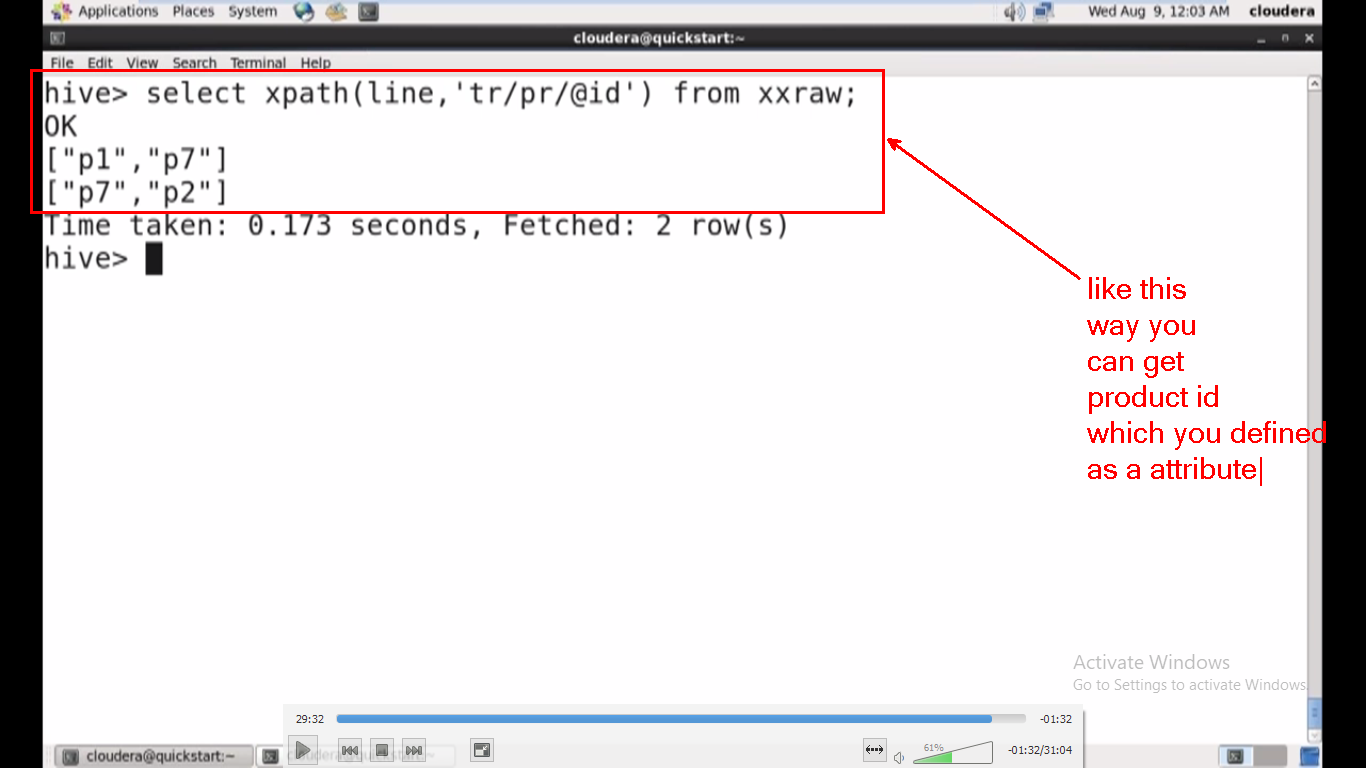 Applications Places System Wed Aug 9, 12:03 AM cloudera
cloudera@quickstart:~
File Edit View Search Terminal Help
hive> select xpath(line,'tr/pr/@id') from xxraw;
OK
["p1","p7"]
["p7","p2"]
Time taken: 0.173 seconds, Fetched: 2 row(s)
hive>
like this
way you
can get
product id
which you defined
as a attribute
Activate Windows
Go to Settings to activate Windows.
29:32 -01:32
61%
-01:32/31:04
cloudera@quickstart:~ cloudera@quickstart:~